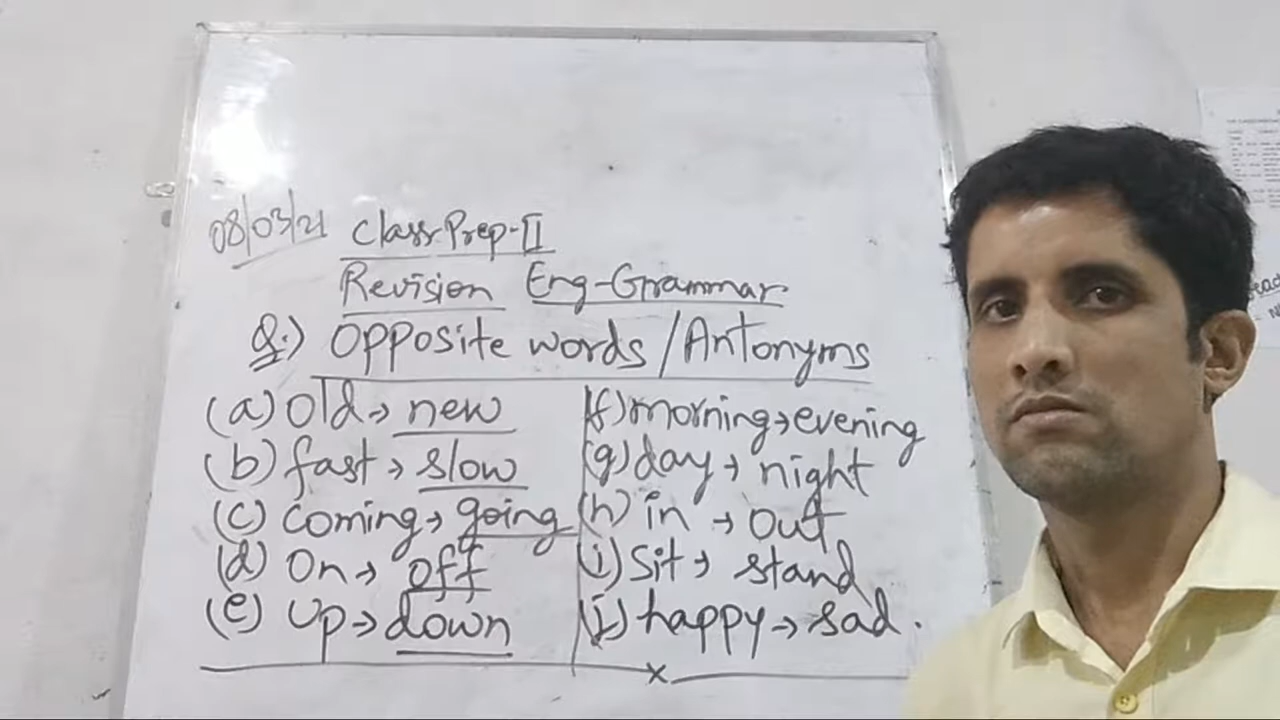 08/03/21 Class Prep-II
Revision Eng-Grammar
Q.) Opposite words/Antonyms
(a) Old→ new
(b) fast→ slow
(c) coming→ going
(d) On→ off
(e) Up→ down
(f) morning→ evening
(g) day→ night
(h) in → out
(i) Sit→ stand
(j) happy→ sad.
x